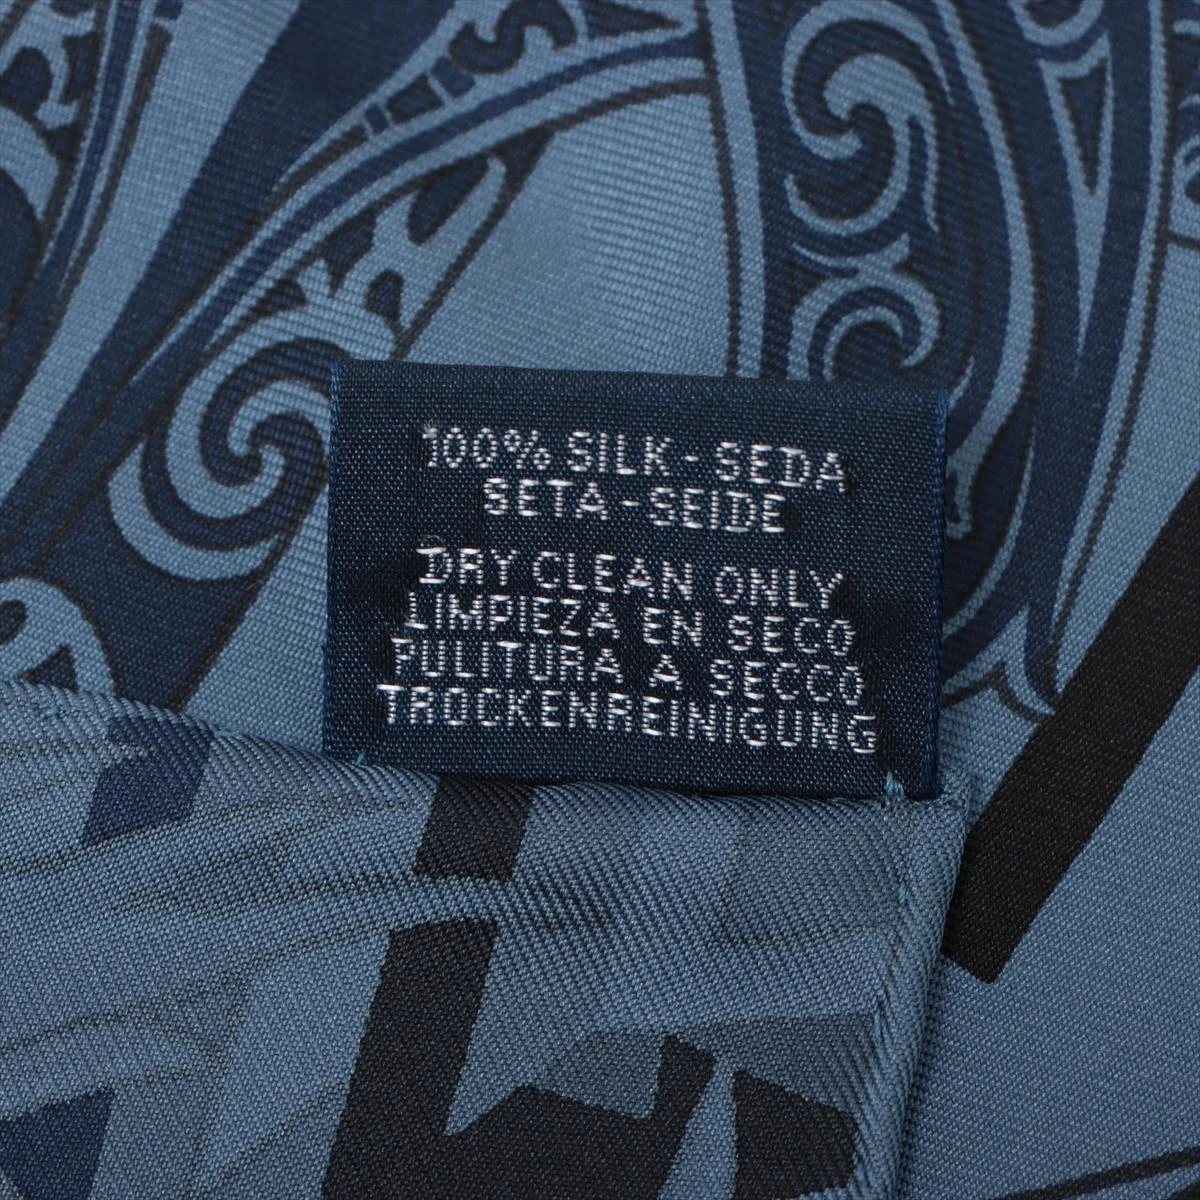 100% SILK - SEDA
SETA - SEIDE
DRY CLEAN ONLY
LIMPIEZA EN SECO
PULITURA A SECCO
TROCKENREINIGUNG